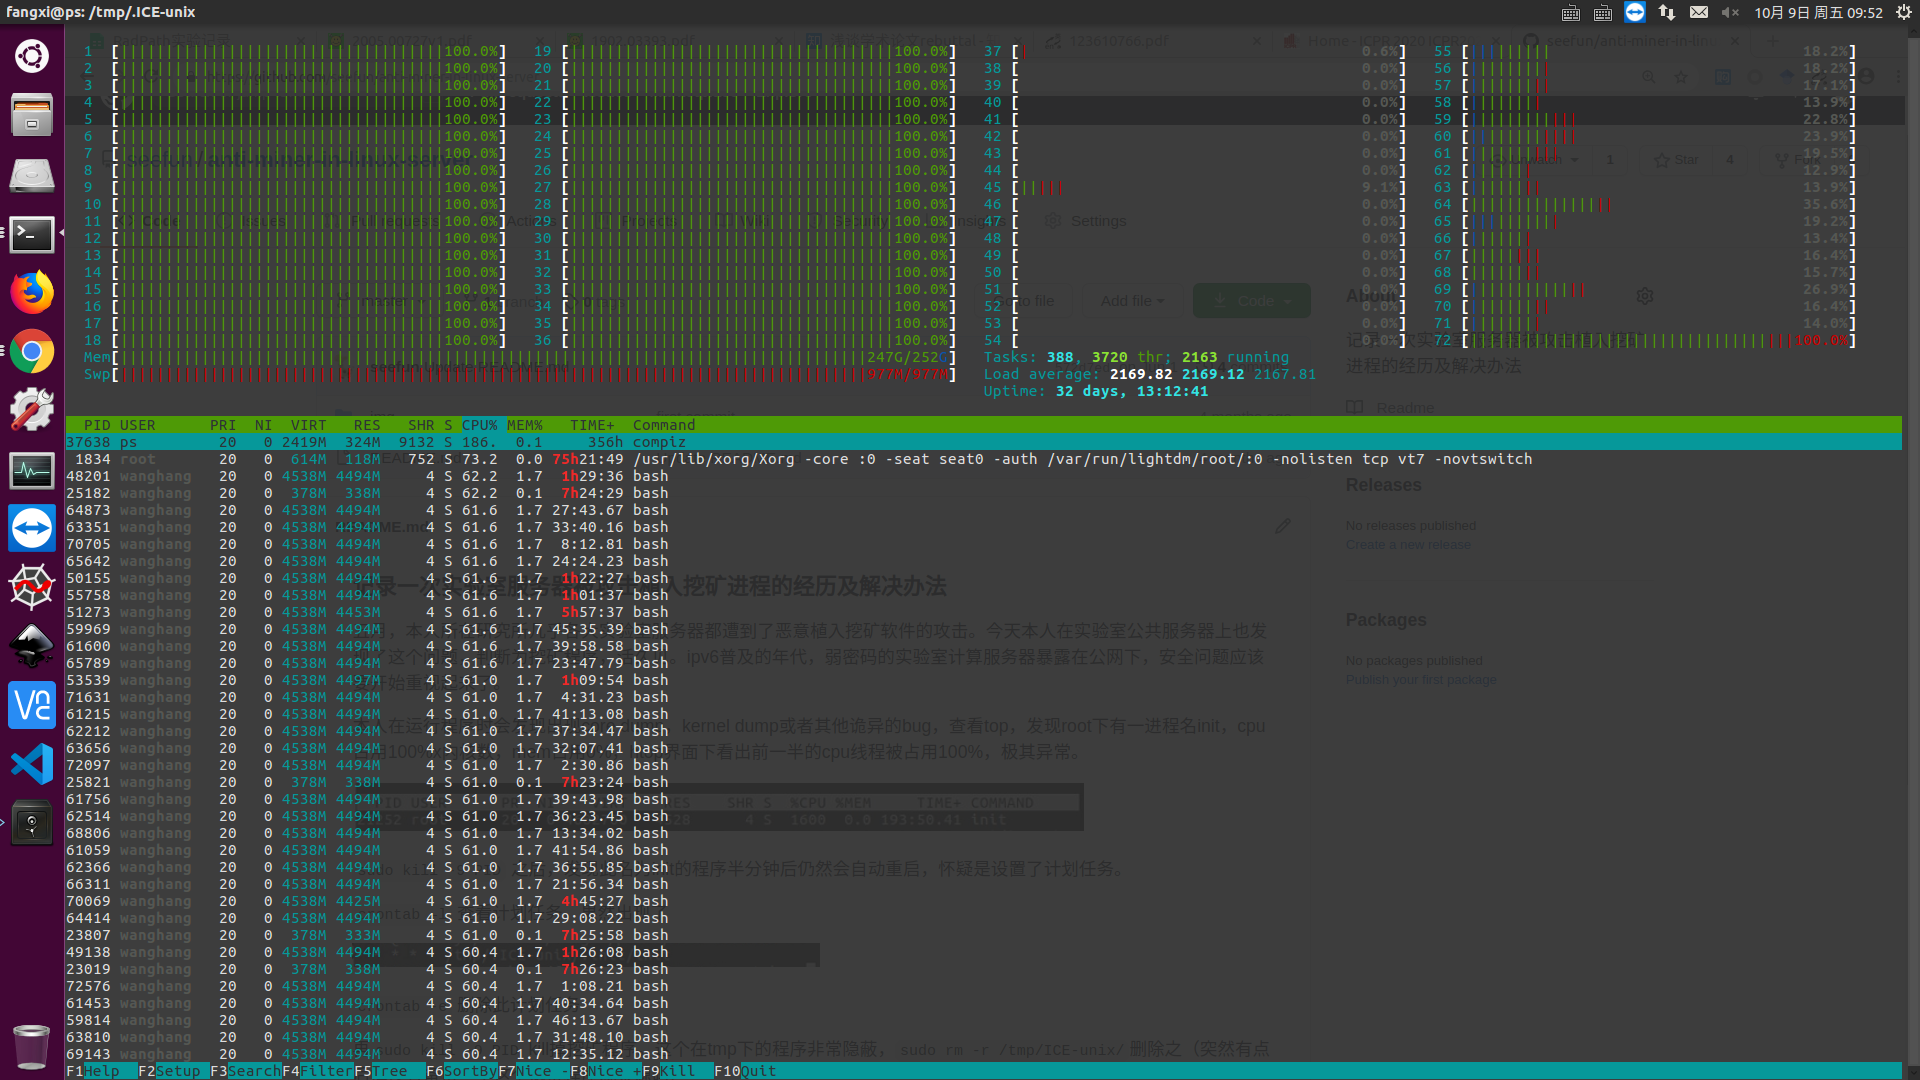 fangxi@ps: /tmp/.ICE-unix
10月 9日 周五 09:52
1 [100.0%] 19 [100.0%] 37 [0.6%] 55 [18.2%]
2 [100.0%] 20 [100.0%] 38 [0.0%] 56 [18.2%]
3 [100.0%] 21 [100.0%] 39 [0.0%] 57 [17.1%]
4 [100.0%] 22 [100.0%] 40 [0.0%] 58 [13.9%]
5 [100.0%] 23 [100.0%] 41 [0.0%] 59 [22.8%]
6 [100.0%] 24 [100.0%] 42 [0.0%] 60 [23.9%]
7 [100.0%] 25 [100.0%] 43 [0.0%] 61 [19.5%]
8 [100.0%] 26 [100.0%] 44 [0.0%] 62 [12.9%]
9 [100.0%] 27 [100.0%] 45 [9.1%] 63 [13.9%]
10 [100.0%] 28 [100.0%] 46 [0.0%] 64 [35.6%]
11 [100.0%] 29 [100.0%] 47 [0.0%] 65 [19.2%]
12 [100.0%] 30 [100.0%] 48 [0.0%] 66 [13.4%]
13 [100.0%] 31 [100.0%] 49 [0.0%] 67 [16.4%]
14 [100.0%] 32 [100.0%] 50 [0.0%] 68 [15.7%]
15 [100.0%] 33 [100.0%] 51 [0.0%] 69 [26.9%]
16 [100.0%] 34 [100.0%] 52 [0.0%] 70 [16.4%]
17 [100.0%] 35 [100.0%] 53 [0.0%] 71 [14.0%]
18 [100.0%] 36 [100.0%] 54 [0.0%] 72 [100.0%]
Mem[247G/252G] Tasks: 388, 3720 thr; 2163 running
Swp[977M/977M] Load average: 2169.82 2169.12 2167.81
Uptime: 32 days, 13:12:41
PID USER PRI NI VIRT RES SHR S CPU% MEM% TIME+ Command
37638 ps 20 0 2419M 324M 9132 S 186. 0.1 356h compiz
1834 root 20 0 614M 118M 752 S 73.2 0.0 75h21:49 /usr/lib/xorg/Xorg -core :0 -seat seat0 -auth /var/run/lightdm/root/:0 -nolisten tcp vt7 -novtswitch
48201 wanghang 20 0 4538M 4494M 4 S 62.2 1.7 1h29:36 bash
25182 wanghang 20 0 378M 338M 4 S 62.2 0.1 7h24:29 bash
64873 wanghang 20 0 4538M 4494M 4 S 61.6 1.7 27:43.67 bash
63351 wanghang 20 0 4538M 4494M 4 S 61.6 1.7 33:40.16 bash
70705 wanghang 20 0 4538M 4494M 4 S 61.6 1.7 8:12.81 bash
65642 wanghang 20 0 4538M 4494M 4 S 61.6 1.7 24:24.23 bash
50155 wanghang 20 0 4538M 4494M 4 S 61.6 1.7 1h22:27 bash
55758 wanghang 20 0 4538M 4494M 4 S 61.6 1.7 1h01:37 bash
51273 wanghang 20 0 4538M 4453M 4 S 61.6 1.7 5h57:37 bash
59969 wanghang 20 0 4538M 4494M 4 S 61.6 1.7 45:35.39 bash
61600 wanghang 20 0 4538M 4494M 4 S 61.6 1.7 39:58.58 bash
65789 wanghang 20 0 4538M 4494M 4 S 61.6 1.7 23:47.79 bash
53539 wanghang 20 0 4538M 4497M 4 S 61.0 1.7 1h09:54 bash
71631 wanghang 20 0 4538M 4494M 4 S 61.0 1.7 4:31.23 bash
61215 wanghang 20 0 4538M 4494M 4 S 61.0 1.7 41:13.08 bash
62212 wanghang 20 0 4538M 4494M 4 S 61.0 1.7 37:34.47 bash
63656 wanghang 20 0 4538M 4494M 4 S 61.0 1.7 32:07.41 bash
72097 wanghang 20 0 4538M 4494M 4 S 61.0 1.7 2:30.86 bash
25821 wanghang 20 0 378M 338M 4 S 61.0 0.1 7h23:24 bash
61756 wanghang 20 0 4538M 4494M 4 S 61.0 1.7 39:43.98 bash
62514 wanghang 20 0 4538M 4494M 4 S 61.0 1.7 36:23.45 bash
68806 wanghang 20 0 4538M 4494M 4 S 61.0 1.7 13:34.02 bash
61059 wanghang 20 0 4538M 4494M 4 S 61.0 1.7 41:54.86 bash
62366 wanghang 20 0 4538M 4494M 4 S 61.0 1.7 36:55.85 bash
66311 wanghang 20 0 4538M 4494M 4 S 61.0 1.7 21:56.34 bash
70069 wanghang 20 0 4538M 4425M 4 S 61.0 1.7 4h45:27 bash
64414 wanghang 20 0 4538M 4494M 4 S 61.0 1.7 29:08.22 bash
23807 wanghang 20 0 378M 333M 4 S 61.0 0.1 7h25:58 bash
49138 wanghang 20 0 4538M 4494M 4 S 60.4 1.7 1h26:08 bash
23019 wanghang 20 0 378M 338M 4 S 60.4 0.1 7h26:23 bash
72576 wanghang 20 0 4538M 4494M 4 S 60.4 1.7 1:08.21 bash
61453 wanghang 20 0 4538M 4494M 4 S 60.4 1.7 40:34.64 bash
59814 wanghang 20 0 4538M 4494M 4 S 60.4 1.7 46:13.67 bash
63810 wanghang 20 0 4538M 4494M 4 S 60.4 1.7 31:48.10 bash
69143 wanghang 20 0 4538M 4494M 4 S 60.4 1.7 12:35.12 bash
F1Help F2Setup F3SearchF4FilterF5Tree F6SortByF7Nice -F8Nice +F9Kill F10Quit
Settings
Add file
Code
About
进程的经历及解决办法
Readme
Releases
No releases published
Create a new release
Packages
No packages published
Publish your first package